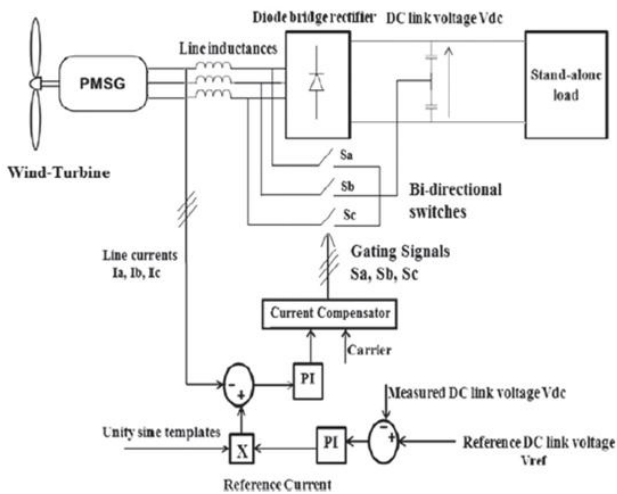 Diode bridge rectifier
DC link voltage Vdc
Line inductances
PMSG
Stand-alone
load
Wind-Turbine
Sa
Sb
Sc
Bi-directional
switches
Line currents
Ia, Ib, Ic
Gating Signals
Sa, Sb, Sc
Current Compensator
Carrier
PI
-
+
Measured DC link voltage Vdc
Unity sine templates
X
PI
-
+
Reference DC link voltage
Vref
Reference Current